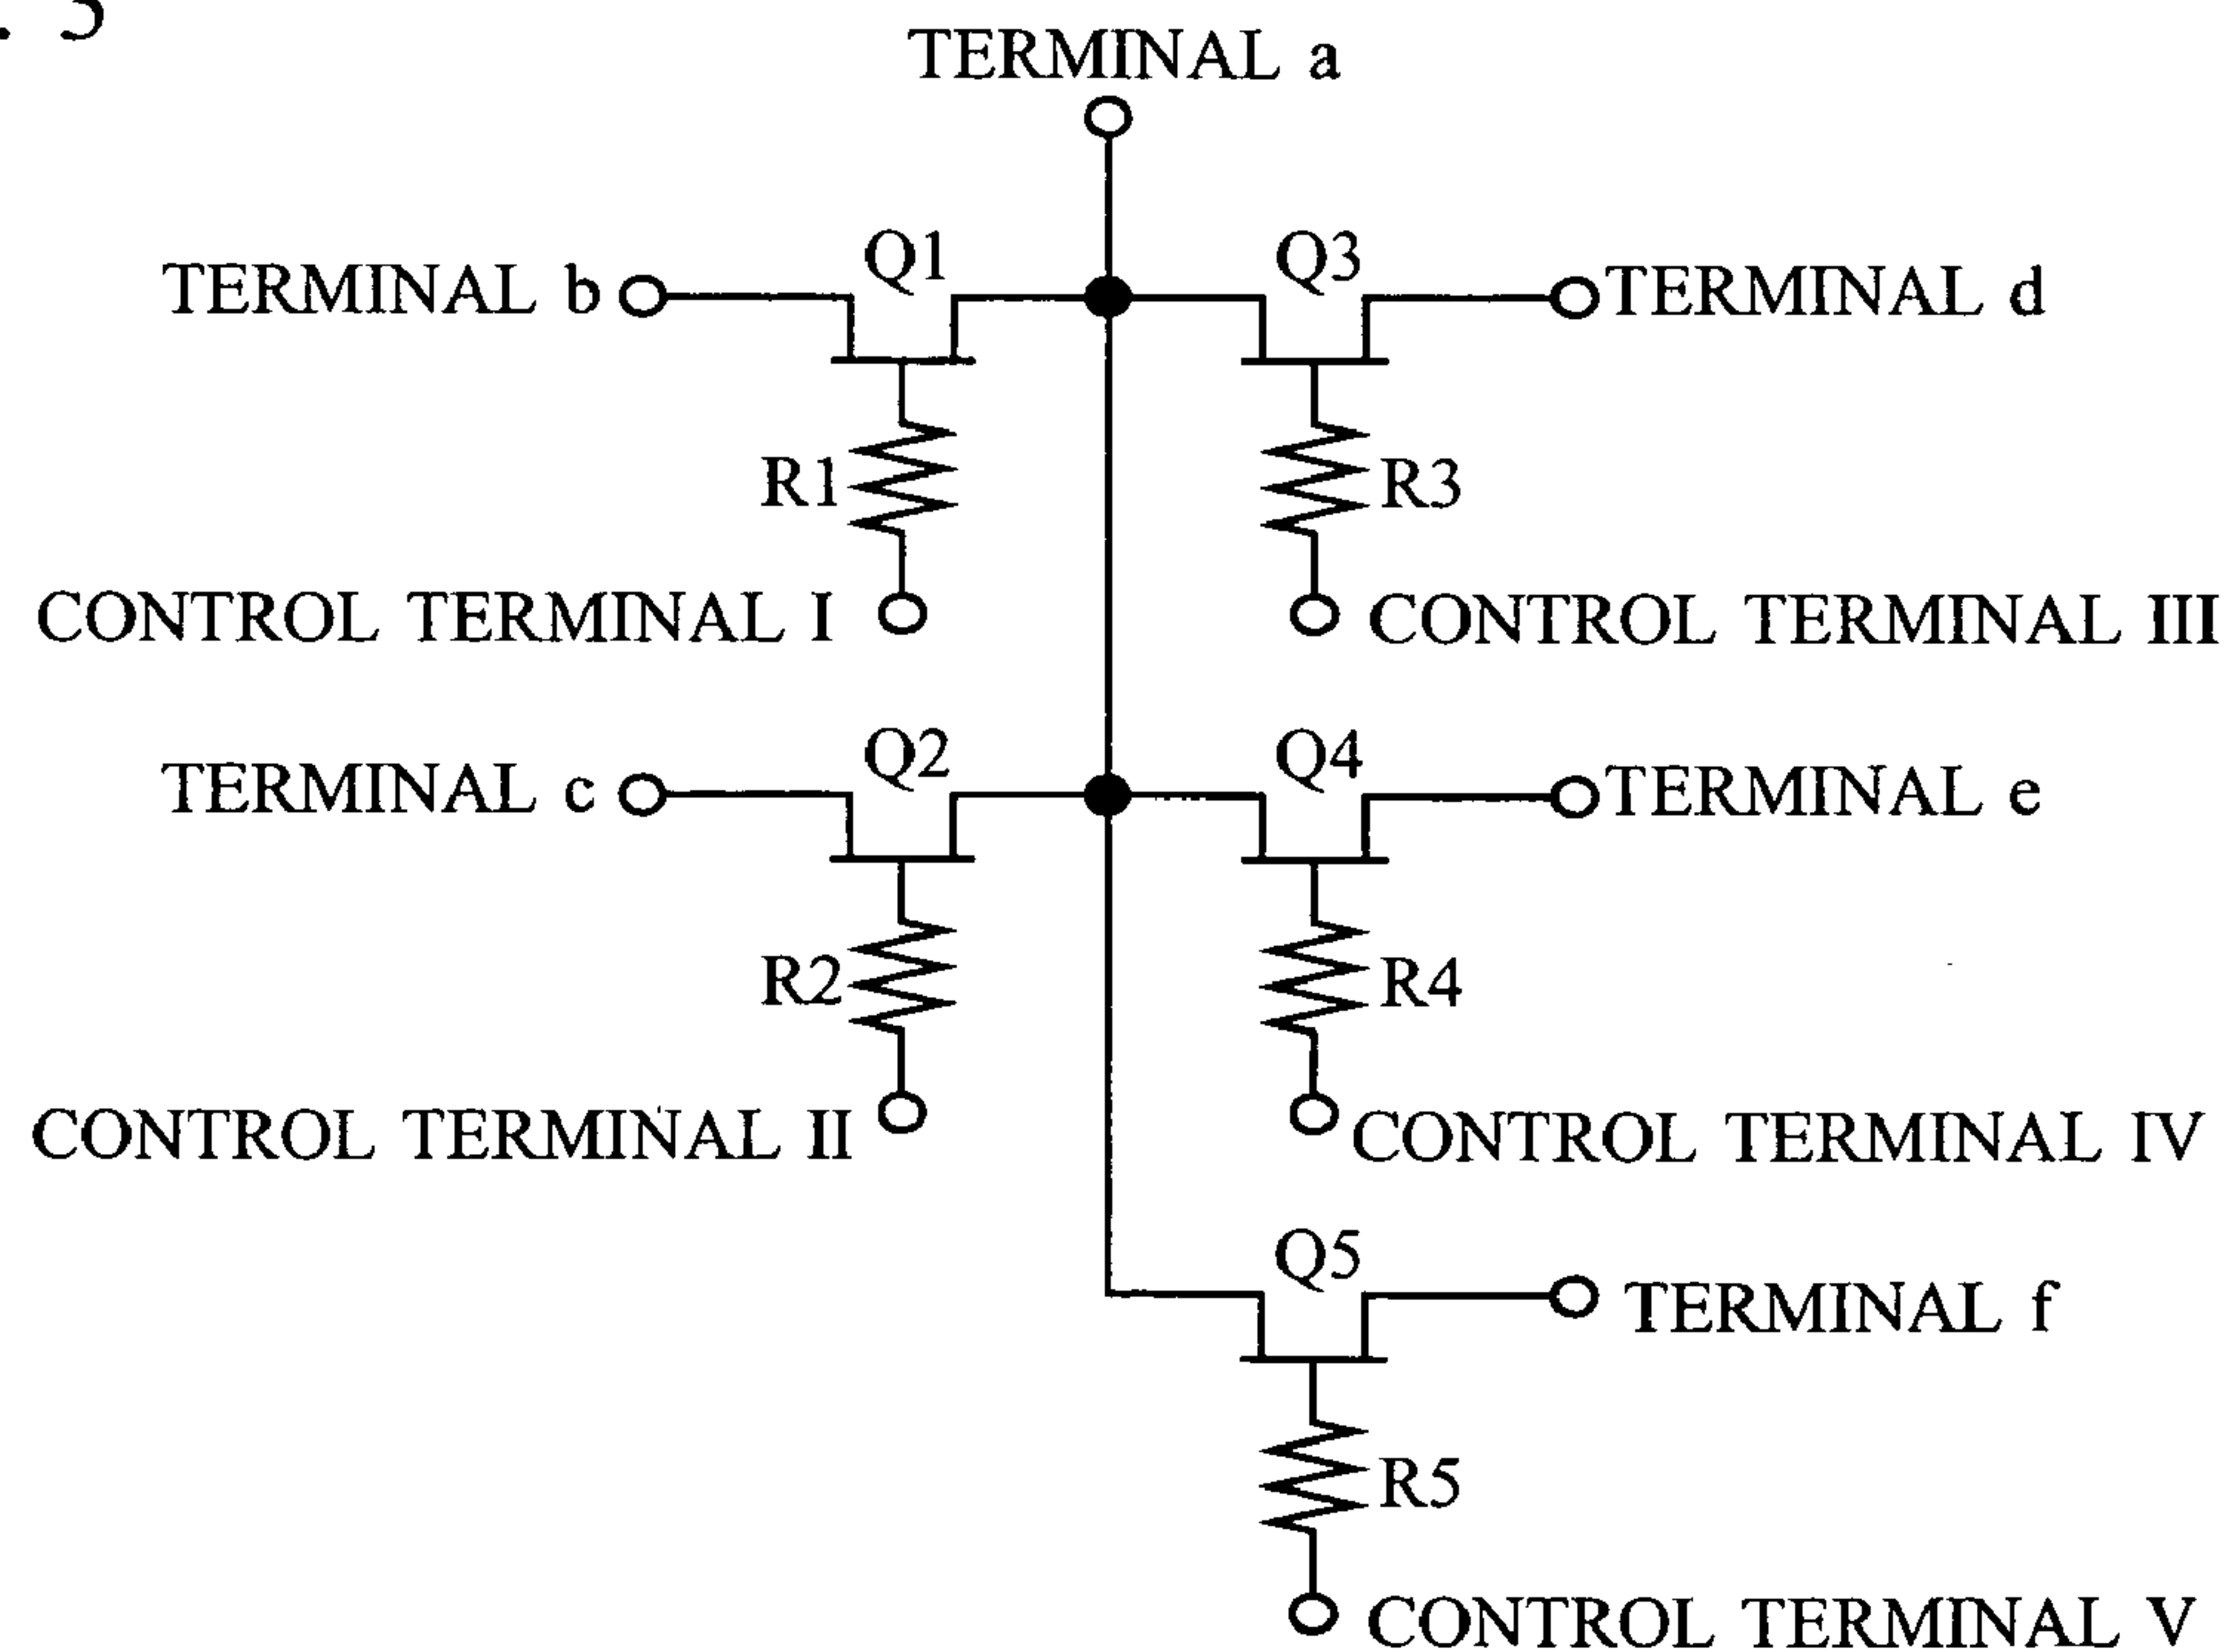 . 5
TERMINAL a
Q1
Q3
TERMINAL b
TERMINAL d
R1
R3
CONTROL TERMINAL I
CONTROL TERMINAL III
Q2
Q4
TERMINAL c
TERMINAL e
R2
R4
CONTROL TERMINAL II
CONTROL TERMINAL IV
Q5
TERMINAL f
R5
CONTROL TERMINAL V